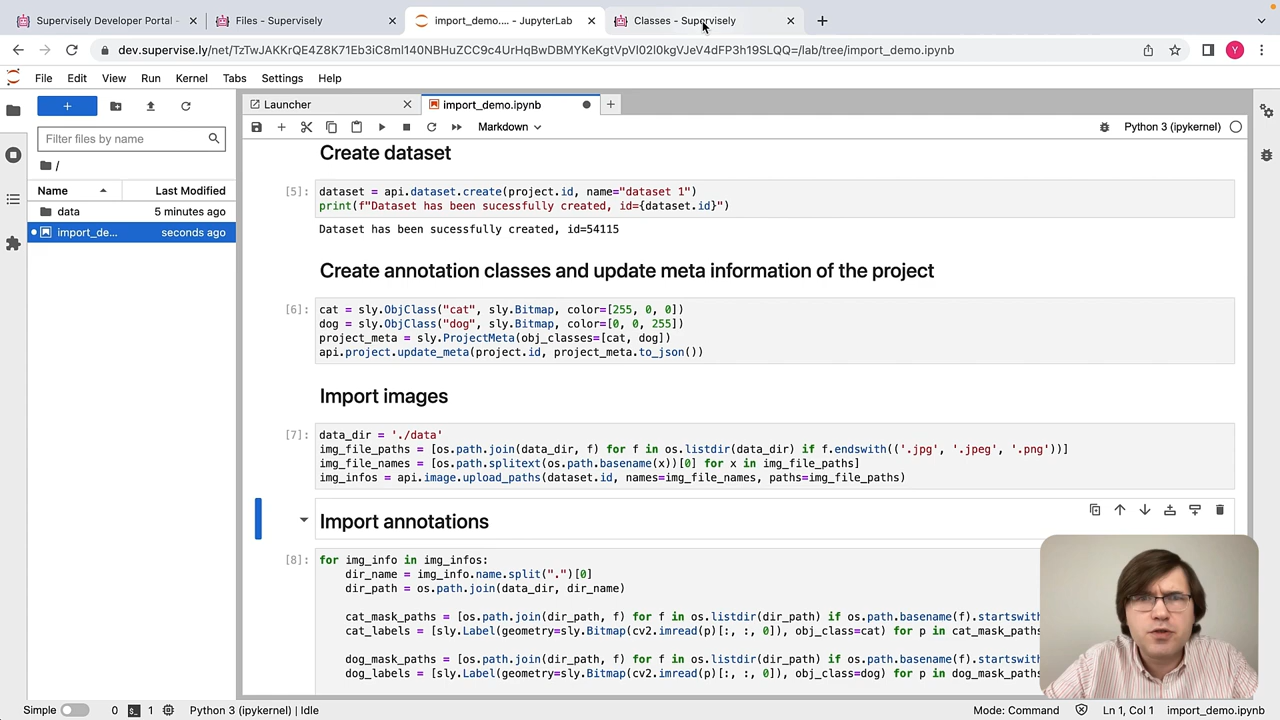 Supervisely Developer Portal -
Files - Supervisely
import_demo.... - JupyterLab
Classes - Supervisely
dev.supervise.ly/net/TzTwJAKKrQE4Z8K71Eb3iC8ml140NBHuZCC9c4UrHqBwDBMYKeKgtVpVl02l0kgVJeV4dFP3h19SLQQ=/lab/tree/import_demo.ipynb
Y
File Edit View Run Kernel Tabs Settings Help
Launcher
import_demo.ipynb
Markdown
Python 3 (ipykernel)
Filter files by name
/
Name Last Modified
data 5 minutes ago
import_de... seconds ago
Create dataset
[5]: dataset = api.dataset.create(project.id, name="dataset 1")
print(f"Dataset has been sucessfully created, id={dataset.id}")
Dataset has been sucessfully created, id=54115
Create annotation classes and update meta information of the project
[6]: cat = sly.ObjClass("cat", sly.Bitmap, color=[255, 0, 0])
dog = sly.ObjClass("dog", sly.Bitmap, color=[0, 0, 255])
project_meta = sly.ProjectMeta(obj_classes=[cat, dog])
api.project.update_meta(project.id, project_meta.to_json())
Import images
[7]: data_dir = './data'
img_file_paths = [os.path.join(data_dir, f) for f in os.listdir(data_dir) if f.endswith(('.jpg', '.jpeg', '.png'))]
img_file_names = [os.path.splitext(os.path.basename(x))[0] for x in img_file_paths]
img_infos = api.image.upload_paths(dataset.id, names=img_file_names, paths=img_file_paths)
Import annotations
[8]: for img_info in img_infos:
dir_name = img_info.name.split(".")[0]
dir_path = os.path.join(data_dir, dir_name)
cat_mask_paths = [os.path.join(dir_path, f) for f in os.listdir(dir_path) if os.path.basename(f).startswith
cat_labels = [sly.Label(geometry=sly.Bitmap(cv2.imread(p)[:, :, 0]), obj_class=cat) for p in cat_mask_paths
dog_mask_paths = [os.path.join(dir_path, f) for f in os.listdir(dir_path) if os.path.basename(f).startswith
dog_labels = [sly.Label(geometry=sly.Bitmap(cv2.imread(p)[:, :, 0]), obj_class=dog) for p in dog_mask_paths
Simple 0 1 Python 3 (ipykernel) | Idle
Mode: Command Ln 1, Col 1 import_demo.ipynb